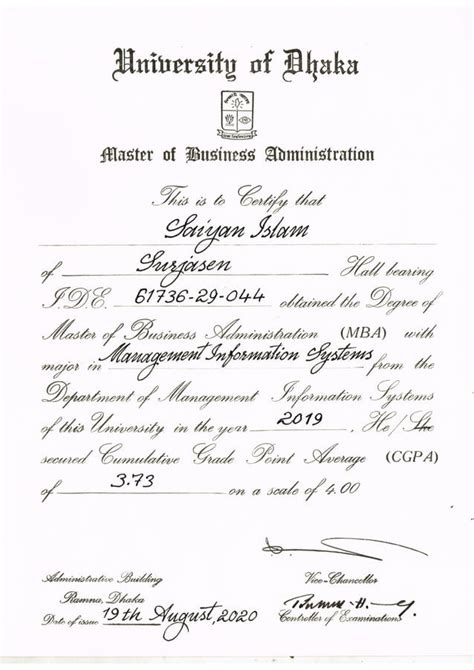 University of Dhaka
Master of Business Administration
This is to Certify that
Saiyan Islam
of Surjasen Hall bearing
I.D.E. 61736-29-044 obtained the Degree of
Master of Business Administration (MBA) with
major in Management Information Systems from the
Department of Management Information Systems
of this University in the year 2019, He/She
secured Cumulative Grade Point Average (CGPA)
of 3.73 on a scale of 4.00
Administrative Building
Ramna, Dhaka
Date of issue 19th August, 2020
Vice-Chancellor
Controller of Examinations